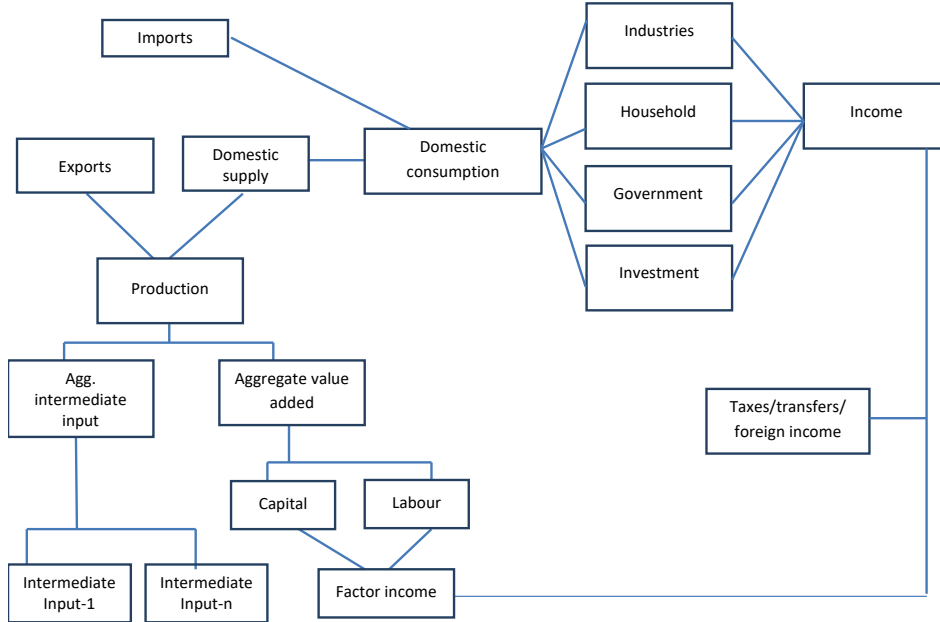 Imports
Industries
Household
Income
Exports
Domestic
supply
Domestic
consumption
Government
Investment
Production
Agg.
intermediate
input
Aggregate value
added
Taxes/transfers/
foreign income
Capital
Labour
Intermediate
Input-1
Intermediate
Input-n
Factor income